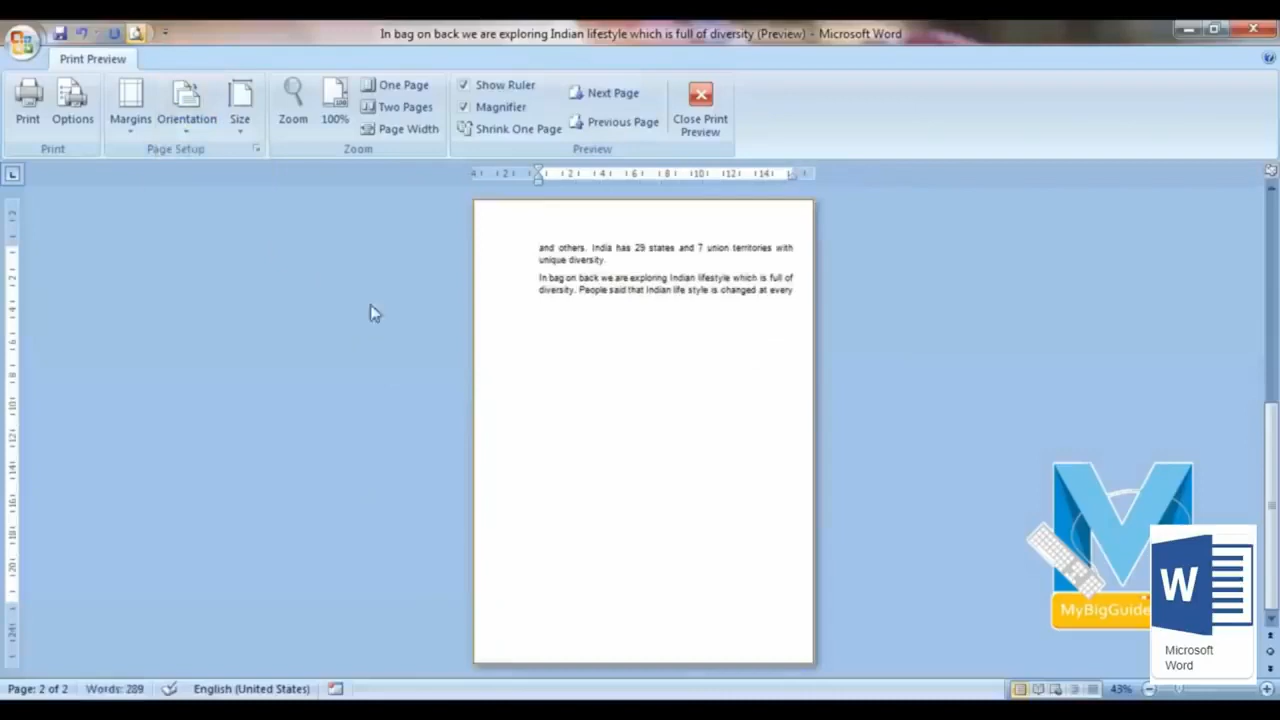 In bag on back we are exploring Indian lifestyle which is full of diversity (Preview) - Microsoft Word
Print Preview
Print
Options
Margins
Orientation
Size
Zoom
100%
One Page
Two Pages
Page Width
Show Ruler
Magnifier
Shrink One Page
Next Page
Previous Page
Close Print
Preview
Print
Page Setup
Zoom
Preview
and others. India has 29 states and 7 union territories with
unique diversity.
In bag on back we are exploring Indian lifestyle which is full of
diversity. People said that Indian life style is changed at every
MyBigGuide
W
Microsoft
Word
Page: 2 of 2
Words: 289
English (United States)
43%